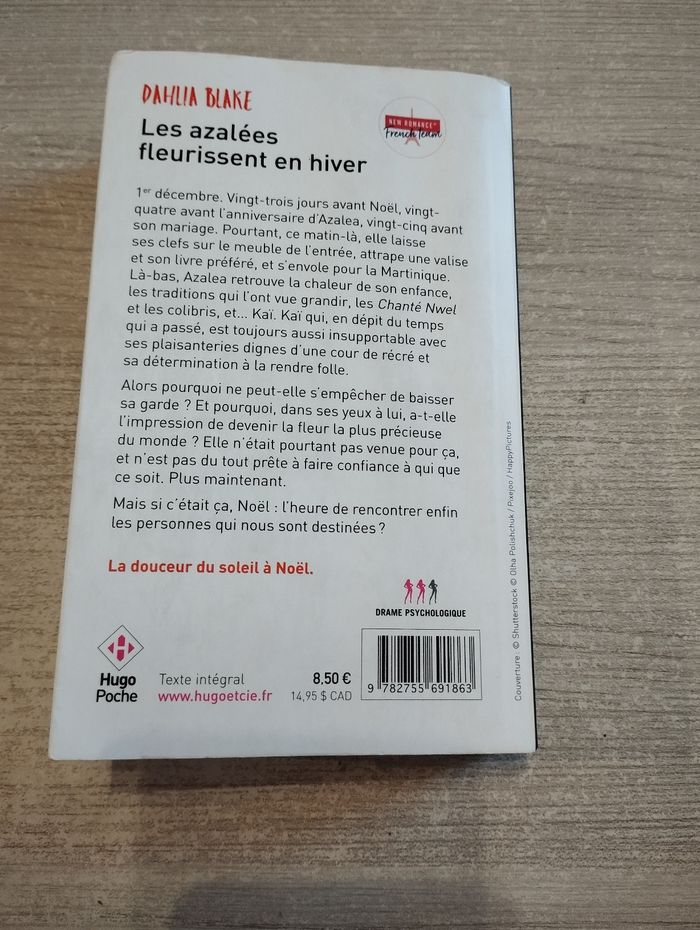 DAHLIA BLAKE
NEW ROMANCE®
French Team
Les azalées
fleurissent en hiver
1er décembre. Vingt-trois jours avant Noël, vingt-
quatre avant l'anniversaire d'Azalea, vingt-cinq avant
son mariage. Pourtant, ce matin-là, elle laisse
ses clefs sur le meuble de l'entrée, attrape une valise
et son livre préféré, et s'envole pour la Martinique.
Là-bas, Azalea retrouve la chaleur de son enfance,
les traditions qui l'ont vue grandir, les Chanté Nwel
et les colibris, et... Kaï. Kaï qui, en dépit du temps
qui a passé, est toujours aussi insupportable avec
ses plaisanteries dignes d'une cour de récré et
sa détermination à la rendre folle.
Alors pourquoi ne peut-elle s'empêcher de baisser
sa garde ? Et pourquoi, dans ses yeux à lui, a-t-elle
l'impression de devenir la fleur la plus précieuse
du monde ? Elle n'était pourtant pas venue pour ça,
et n'est pas du tout prête à faire confiance à qui que
ce soit. Plus maintenant.
Mais si c'était ça, Noël : l'heure de rencontrer enfin
les personnes qui nous sont destinées ?
La douceur du soleil à Noël.
DRAME PSYCHOLOGIQUE
Hugo
Poche
Texte intégral
www.hugoetcie.fr
8,50 €
14,95 $ CAD
9 782755 691863
Couverture : © Shutterstock © Olha Polishchuk / Pixejoo / HappyPictures